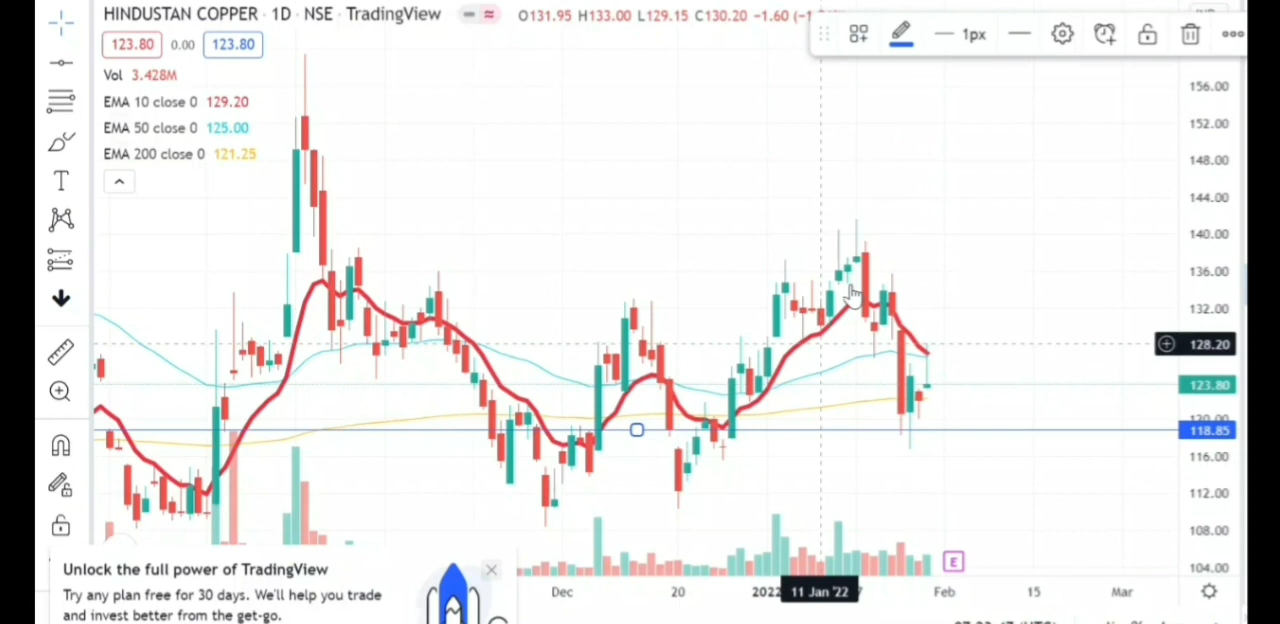 HINDUSTAN COPPER · 1D · NSE · TradingView
O131.95 H133.00 L129.15 C130.20 −1.60 (−1
1px
123.80 0.00 123.80
Vol 3.428M
EMA 10 close 0 129.20
EMA 50 close 0 125.00
EMA 200 close 0 121.25
T
156.00
152.00
148.00
144.00
140.00
136.00
132.00
128.20
123.80
120.00
118.85
116.00
112.00
108.00
104.00
E
Dec 20 2022 11 Jan '22 Feb 15 Mar
Unlock the full power of TradingView
Try any plan free for 30 days. We'll help you trade
and invest better from the get-go.